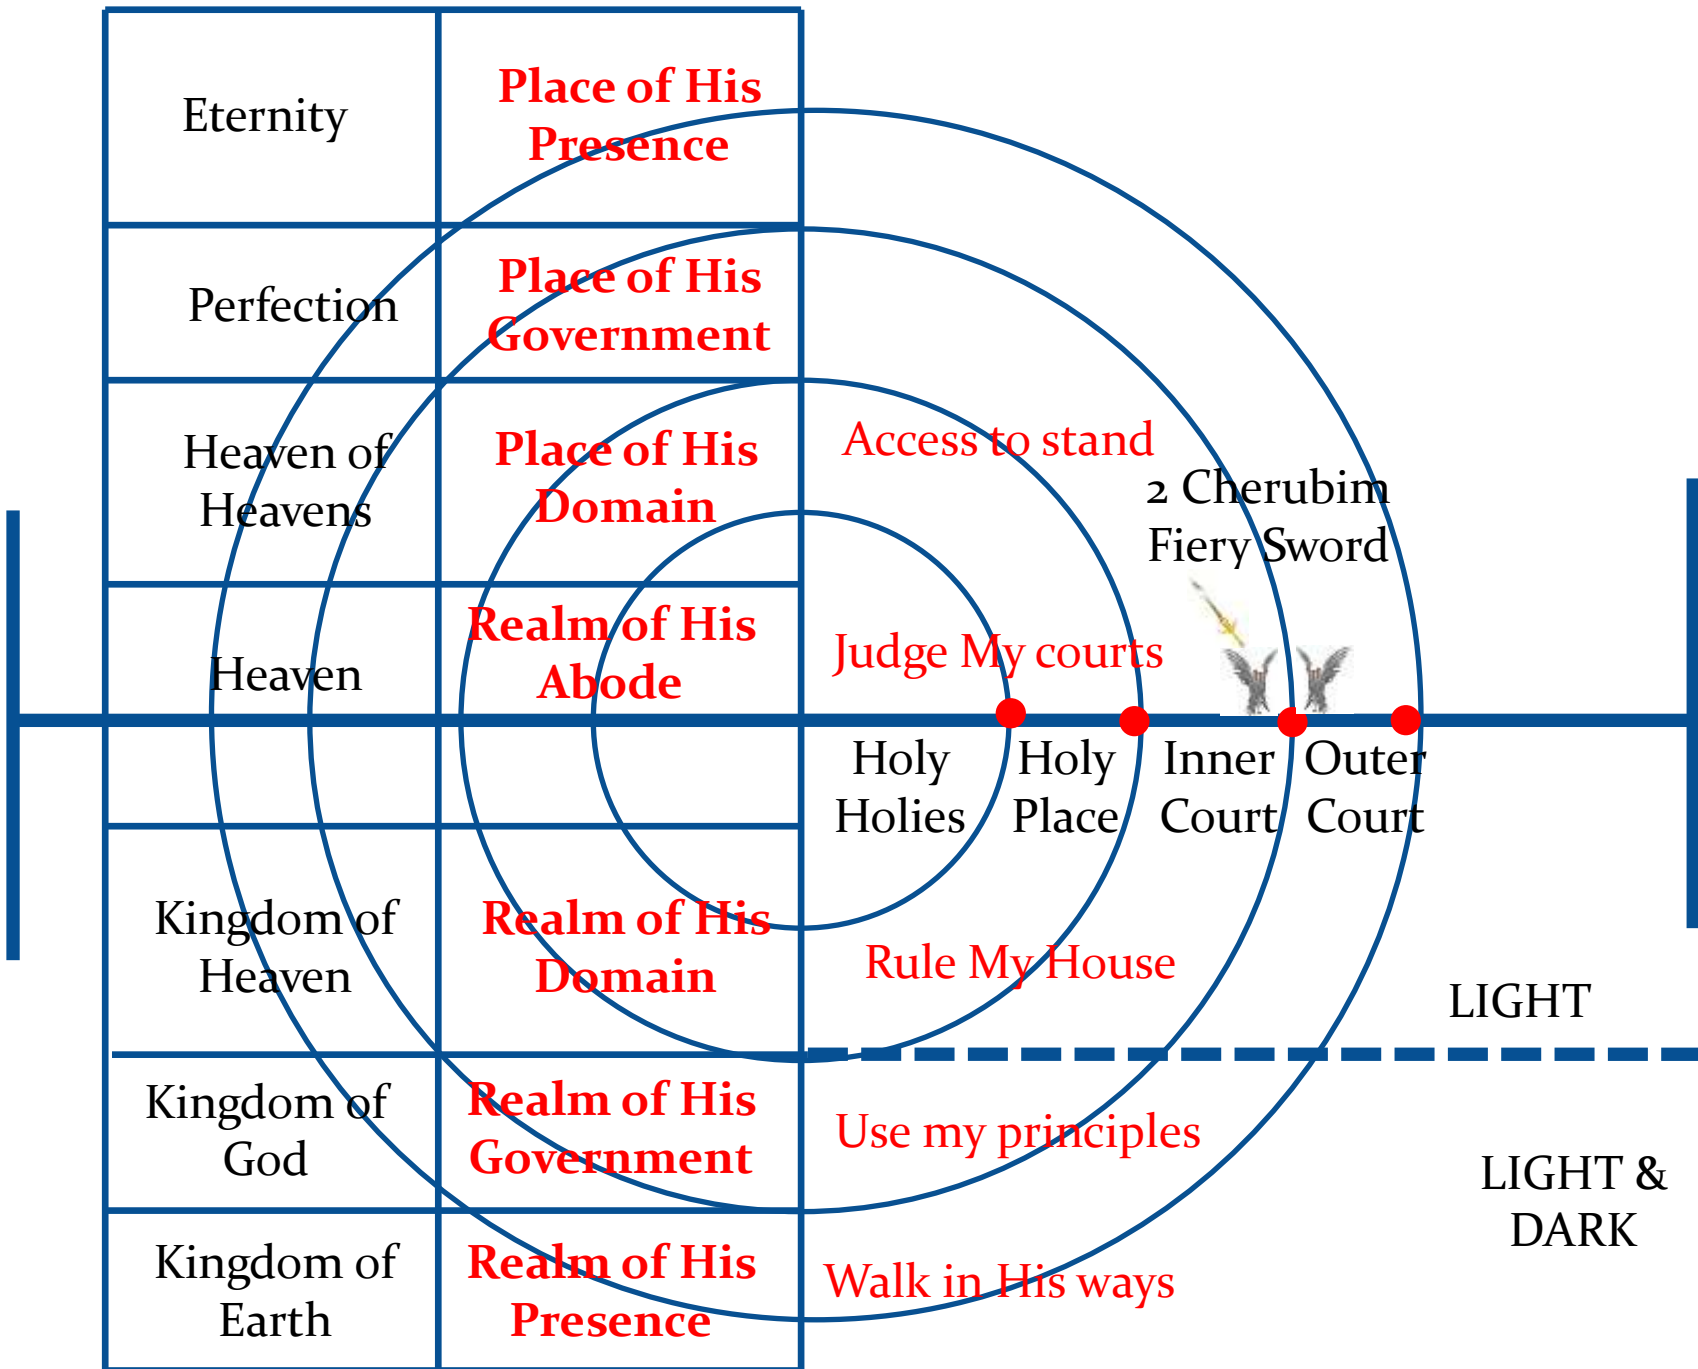 Eternity
Place of His
Presence
Perfection
Place of His
Government
Heaven of
Heavens
Place of His
Domain
Access to stand
2 Cherubim
Fiery Sword
Heaven
Realm of His
Abode
Judge My courts
Holy
Holies
Holy
Place
Inner
Court
Outer
Court
Kingdom of
Heaven
Realm of His
Domain
Rule My House
LIGHT
Kingdom of
God
Realm of His
Government
Use my principles
LIGHT &
DARK
Kingdom of
Earth
Realm of His
Presence
Walk in His ways